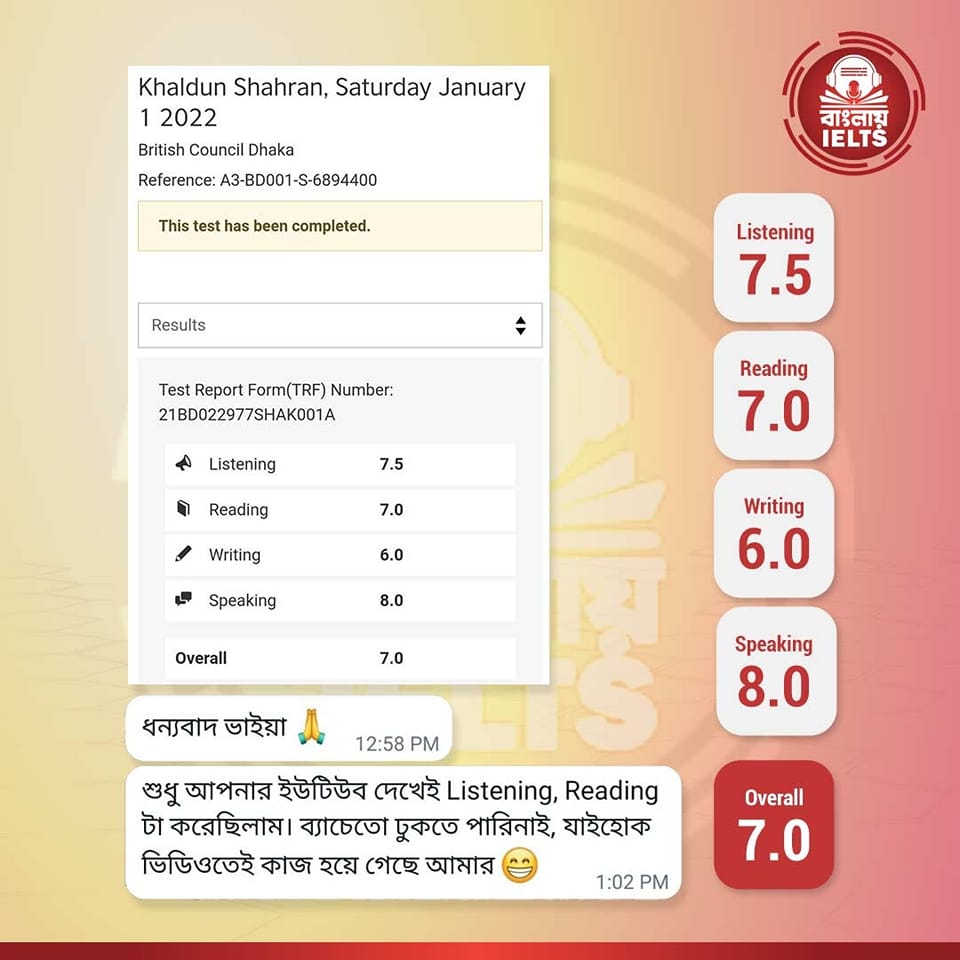 Khaldun Shahran, Saturday January
1 2022
British Council Dhaka
Reference: A3-BD001-S-6894400
This test has been completed.
Results
Test Report Form(TRF) Number:
21BD022977SHAK001A
Listening 7.5
Reading 7.0
Writing 6.0
Speaking 8.0
Overall 7.0
ধন্যবাদ ভাইয়া 🙏
12:58 PM
শুধু আপনার ইউটিউব দেখেই Listening, Reading
টা করেছিলাম। ব্যাচেতো ঢুকতে পারিনাই, যাইহোক
ভিডিওতেই কাজ হয়ে গেছে আমার 😁
1:02 PM
বাংলায়
IELTS
Listening
7.5
Reading
7.0
Writing
6.0
Speaking
8.0
Overall
7.0